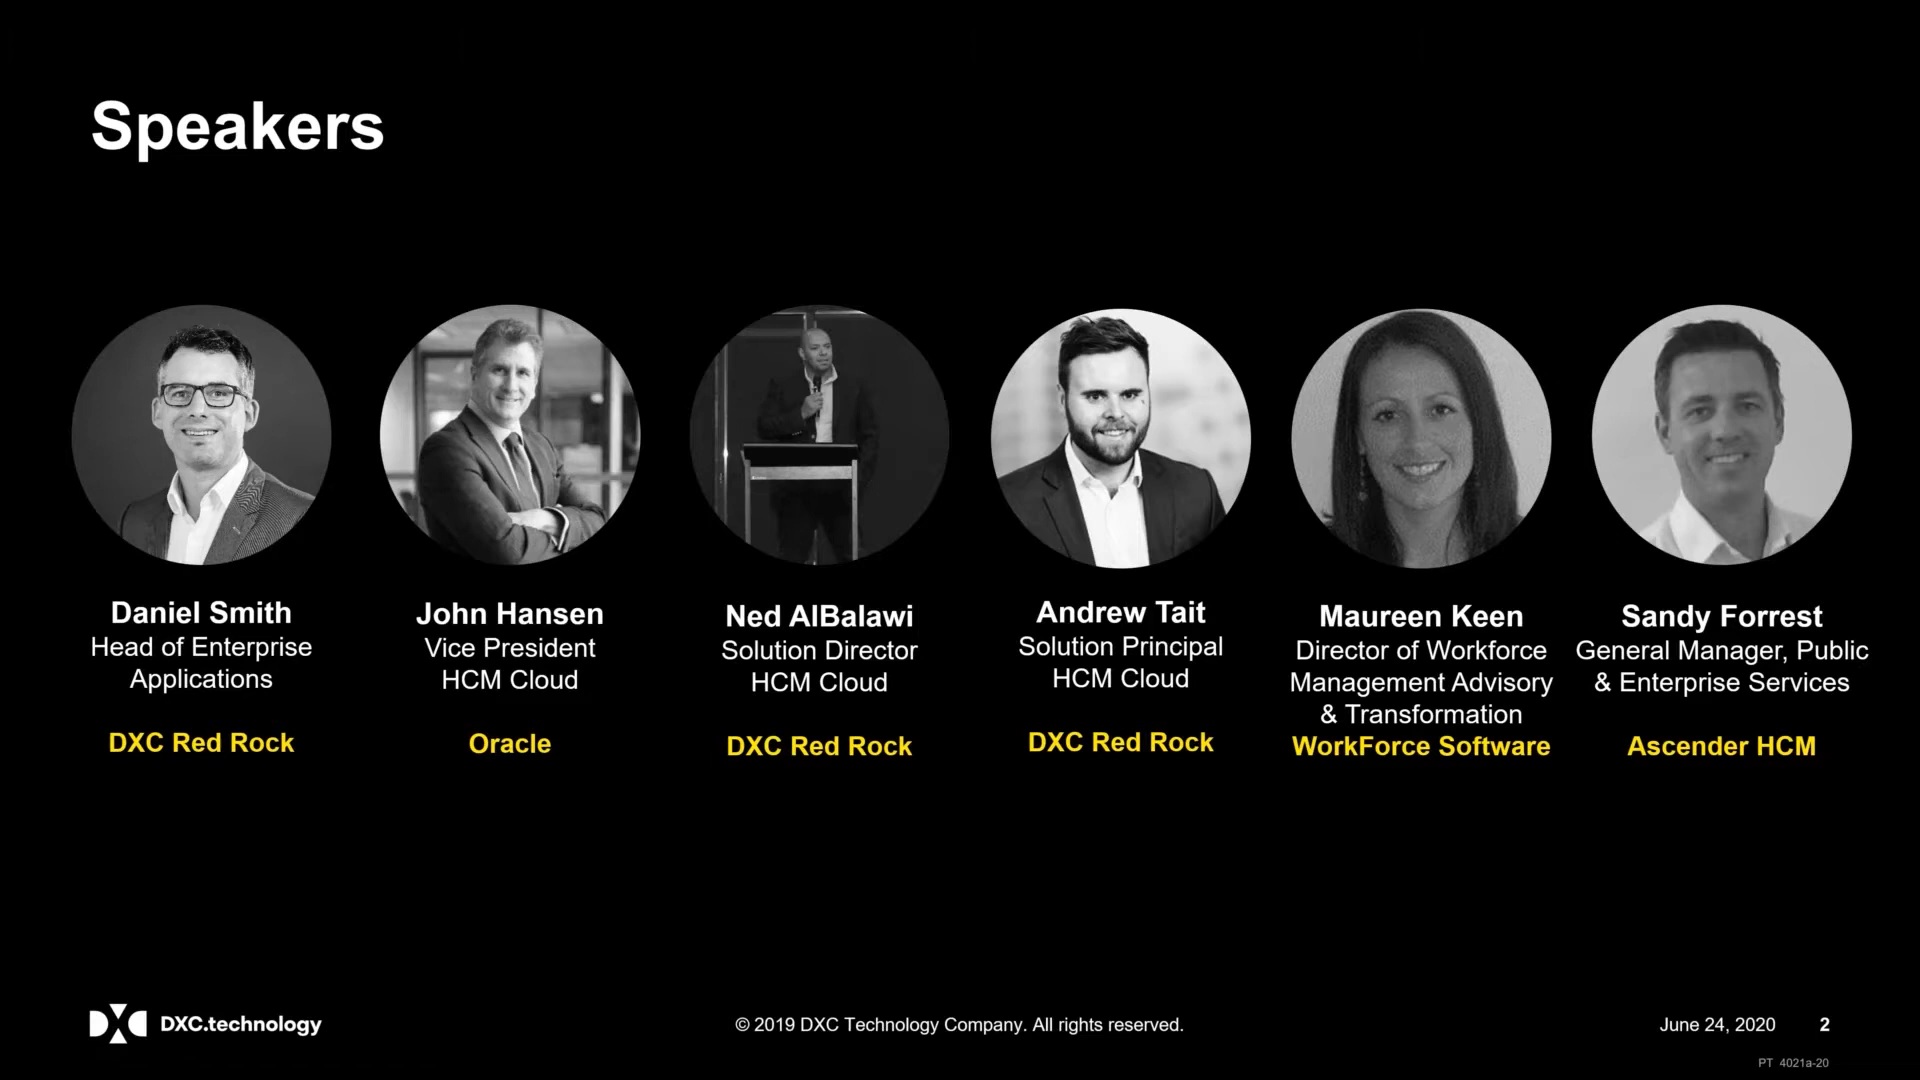 Speakers
Daniel Smith
Head of Enterprise
Applications
DXC Red Rock
John Hansen
Vice President
HCM Cloud
Oracle
Ned AlBalawi
Solution Director
HCM Cloud
DXC Red Rock
Andrew Tait
Solution Principal
HCM Cloud
DXC Red Rock
Maureen Keen
Director of Workforce
Management Advisory
& Transformation
WorkForce Software
Sandy Forrest
General Manager, Public
& Enterprise Services
Ascender HCM
DXC.technology
© 2019 DXC Technology Company. All rights reserved.
June 24, 2020 2
PT 4021a-20